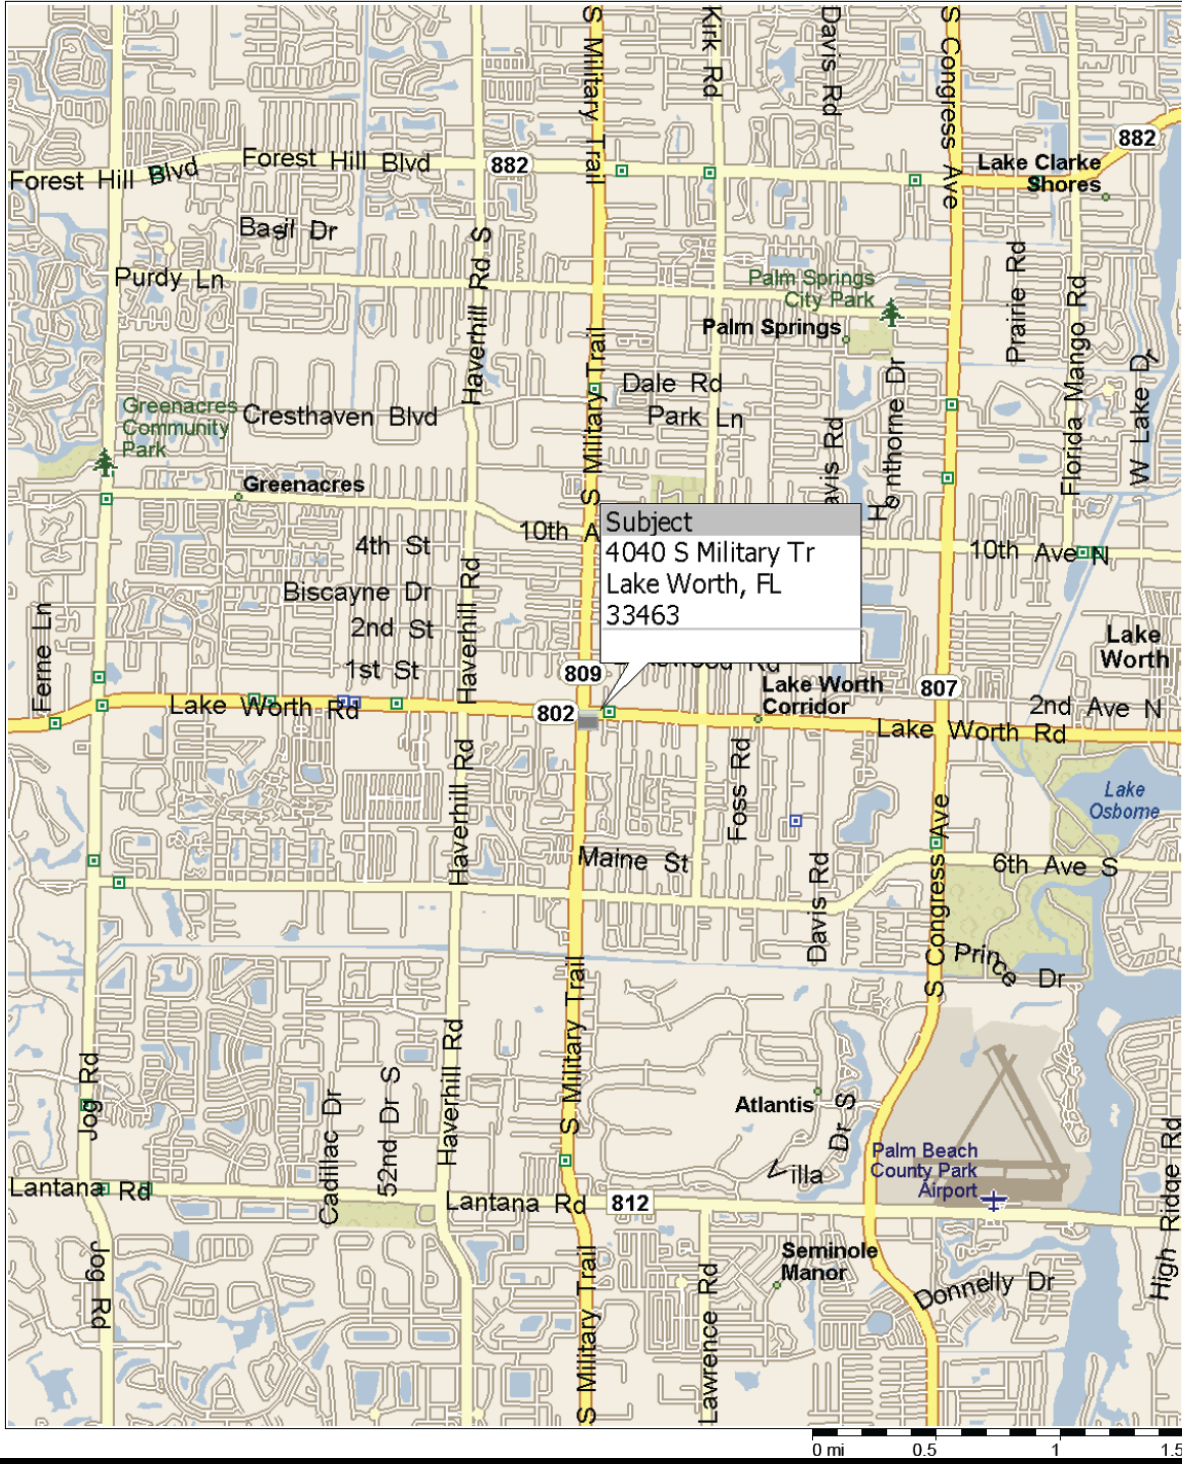 S Military Trail
Kirk Rd
Davis Rd
S Congress Ave
882
Forest Hill Blvd
Forest Hill Blvd
882
Lake Clarke
Shores
Basil Dr
Haverhill Rd S
Purdy Ln
Palm Springs
City Park
Palm Springs
Prairie Rd
Florida Mango Rd
W Lake Dr
S Military Trail
Dale Rd
Park Ln
Greenacres
Community
Park
Cresthaven Blvd
Greenacres
10th A
Subject
4040 S Military Tr
Lake Worth, FL
33463
10th Ave N
4th St
Biscayne Dr
2nd St
1st St
Haverhill Rd
Ferne Ln
809
Lake Worth
Corridor
807
Lake
Worth
2nd Ave N
Lake Worth Rd
802
Lake Worth Rd
Haverhill Rd
Foss Rd
Lake
Osborne
Maine St
Davis Rd
S Congress Ave
6th Ave S
Prince Dr
S Military Trail
Jog Rd
Cadillac Dr
52nd Dr S
Haverhill Rd
Atlantis
Villa Dr S
Palm Beach
County Park
Airport
High Ridge Rd
Lantana Rd
Lantana Rd
812
Jog Rd
S Military Trail
Lawrence Rd
Seminole
Manor
Donnelly Dr
0 mi 0.5 1 1.5